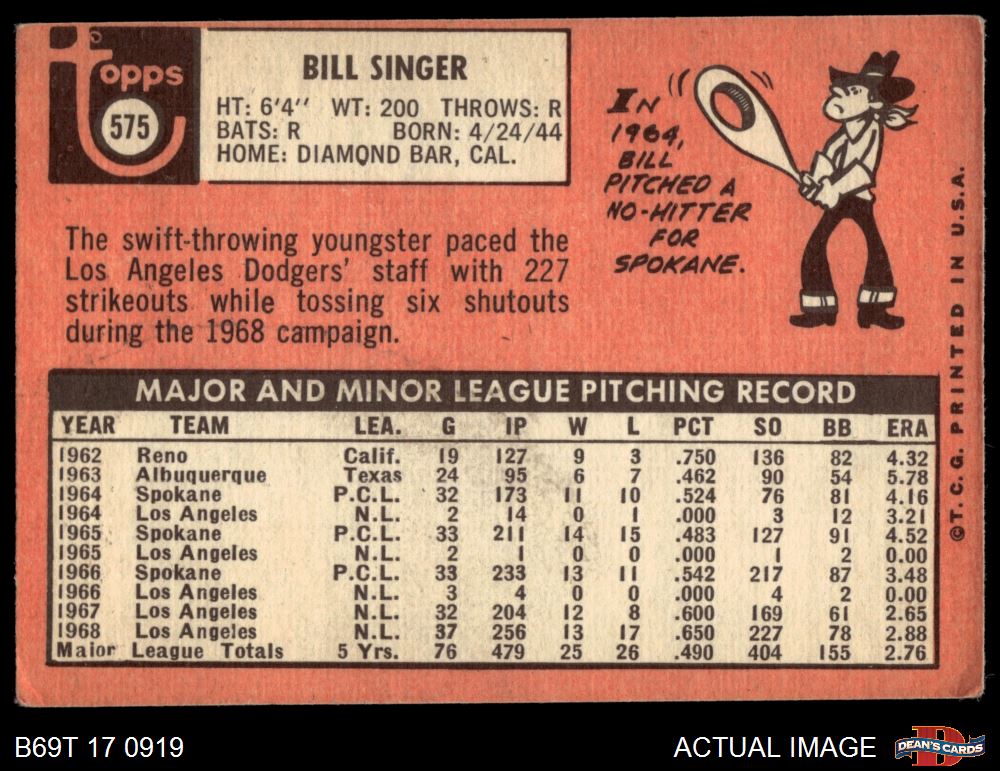 topps
575
BILL SINGER
HT: 6'4'' WT: 200 THROWS: R
BATS: R BORN: 4/24/44
HOME: DIAMOND BAR, CAL.
The swift-throwing youngster paced the
Los Angeles Dodgers' staff with 227
strikeouts while tossing six shutouts
during the 1968 campaign.
IN
1964,
BILL
PITCHED A
NO-HITTER
FOR
SPOKANE.
MAJOR AND MINOR LEAGUE PITCHING RECORD
YEAR TEAM LEA. G IP W L PCT SO BB ERA
1962 Reno Calif. 19 127 9 3 .750 136 82 4.32
1963 Albuquerque Texas 24 95 6 7 .462 90 54 5.78
1964 Spokane P.C.L. 32 173 11 10 .524 76 81 4.16
1964 Los Angeles N.L. 2 14 0 1 .000 3 12 3.21
1965 Spokane P.C.L. 33 211 14 15 .483 127 91 4.52
1965 Los Angeles N.L. 2 1 0 0 .000 1 2 0.00
1966 Spokane P.C.L. 33 233 13 11 .542 217 87 3.48
1966 Los Angeles N.L. 3 4 0 0 .000 4 2 0.00
1967 Los Angeles N.L. 32 204 12 8 .600 169 61 2.65
1968 Los Angeles N.L. 37 256 13 17 .650 227 78 2.88
Major League Totals 5 Yrs. 76 479 25 26 .490 404 155 2.76
©T.C.G. PRINTED IN U.S.A.
B69T 17 0919
ACTUAL IMAGE
DEAN'S CARDS